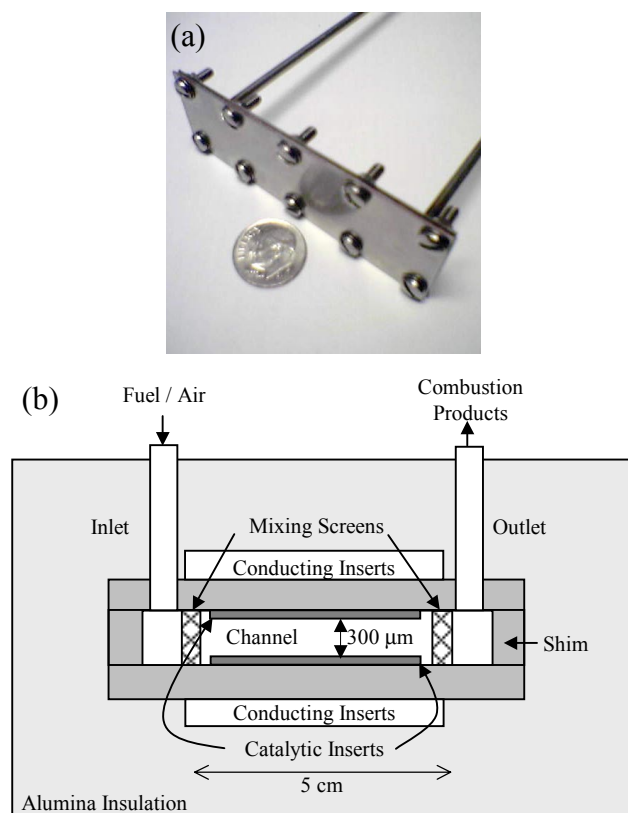 (a)
(b)
Fuel / Air
Combustion
Products
Inlet
Mixing Screens
Outlet
Conducting Inserts
Channel
300 μm
Shim
Conducting Inserts
Catalytic Inserts
5 cm
Alumina Insulation